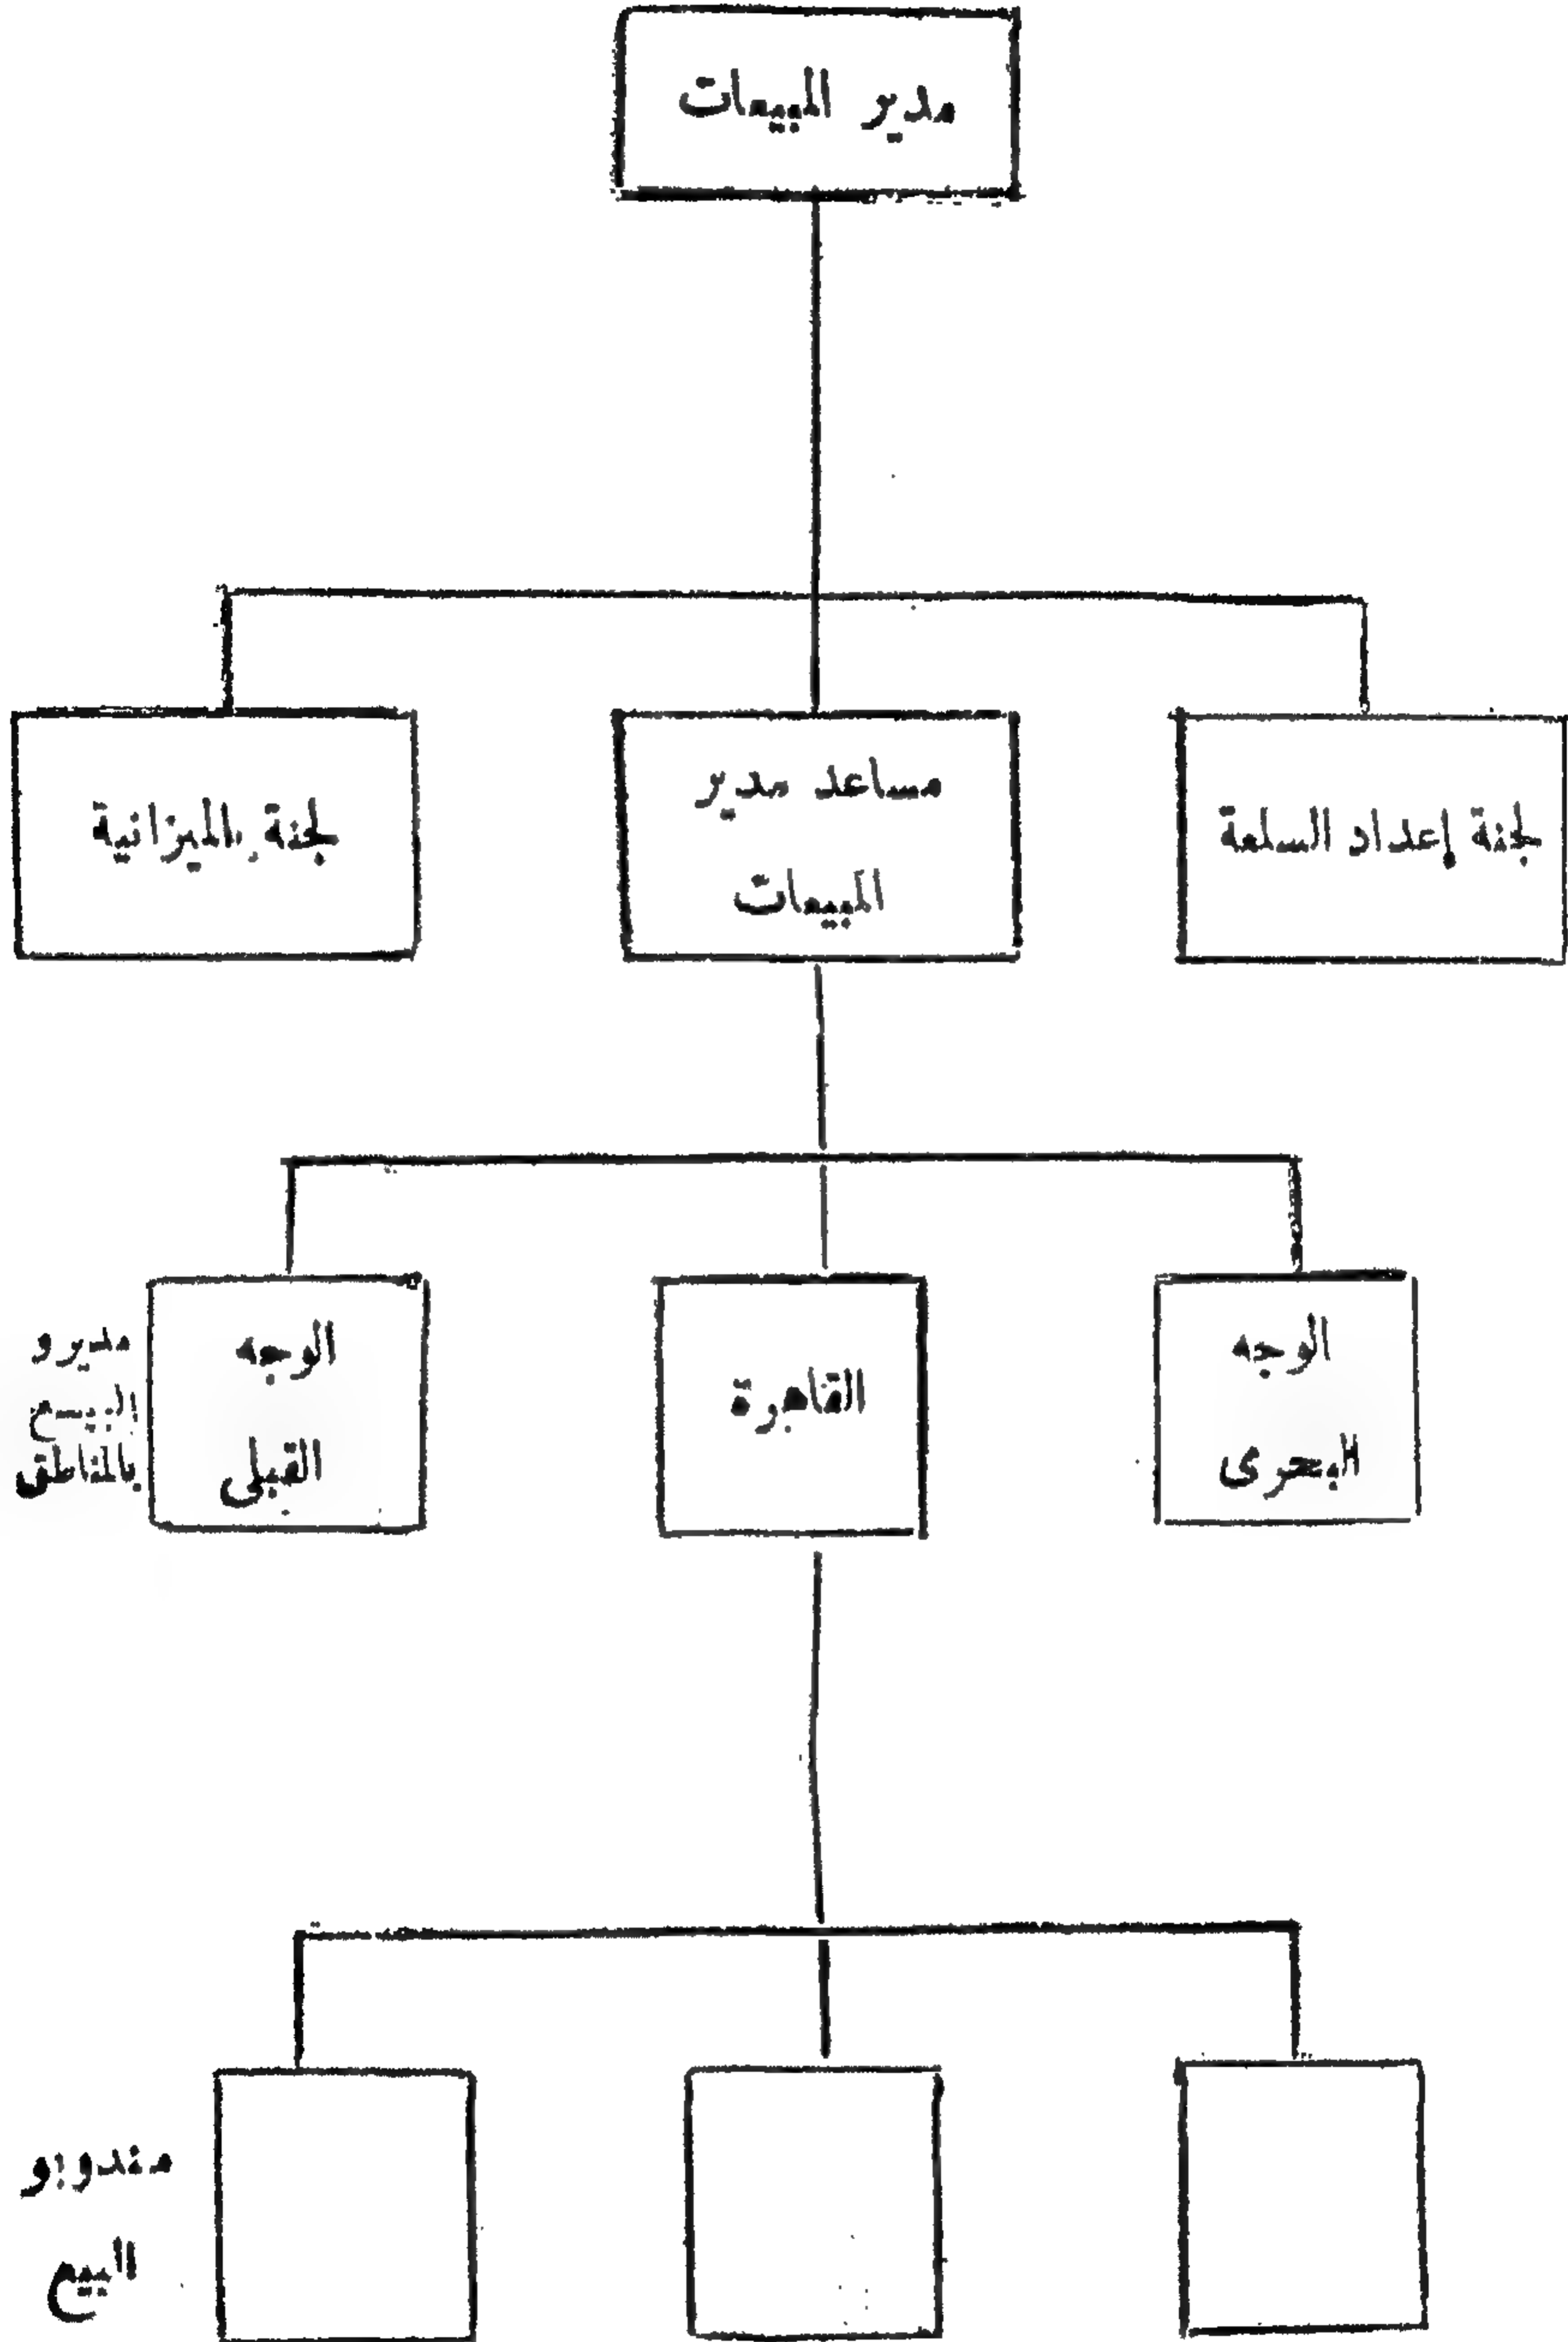 مدير المبيعات
لجنة إعداد السلعة
مساعد مدير
المبيعات
لجنة الميزانية
الوجه
البحرى
القاهرة
الوجه
القبلى
مديرو
البيع
بالمناطق
مندوبو
البيع